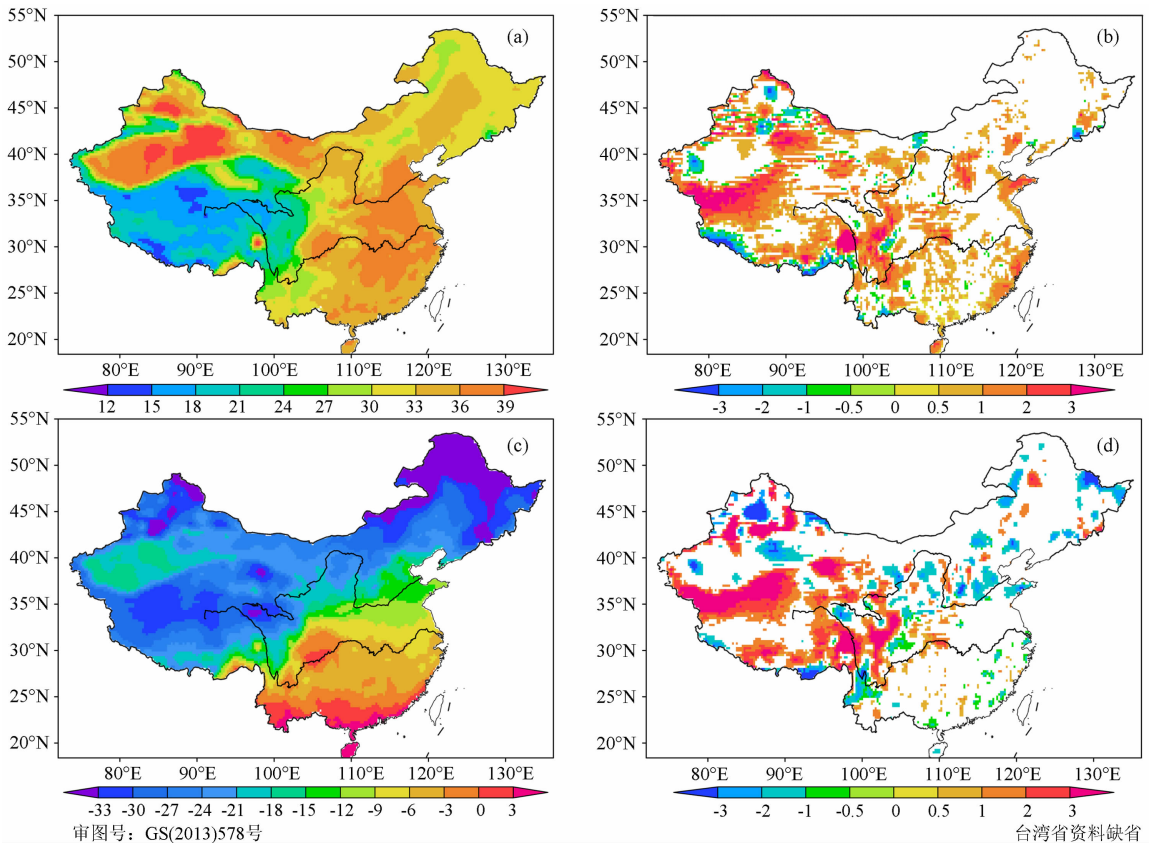 55°N
50°N
45°N
40°N
35°N
30°N
25°N
20°N
(a)
80°E 90°E 100°E 110°E 120°E 130°E
12 15 18 21 24 27 30 33 36 39
55°N
50°N
45°N
40°N
35°N
30°N
25°N
20°N
(b)
80°E 90°E 100°E 110°E 120°E 130°E
-3 -2 -1 -0.5 0 0.5 1 2 3
55°N
50°N
45°N
40°N
35°N
30°N
25°N
20°N
(c)
80°E 90°E 100°E 110°E 120°E 130°E
-33 -30 -27 -24 -21 -18 -15 -12 -9 -6 -3 0 3
55°N
50°N
45°N
40°N
35°N
30°N
25°N
20°N
(d)
80°E 90°E 100°E 110°E 120°E 130°E
-3 -2 -1 -0.5 0 0.5 1 2 3
审图号：GS(2013)578号
台湾省资料缺省